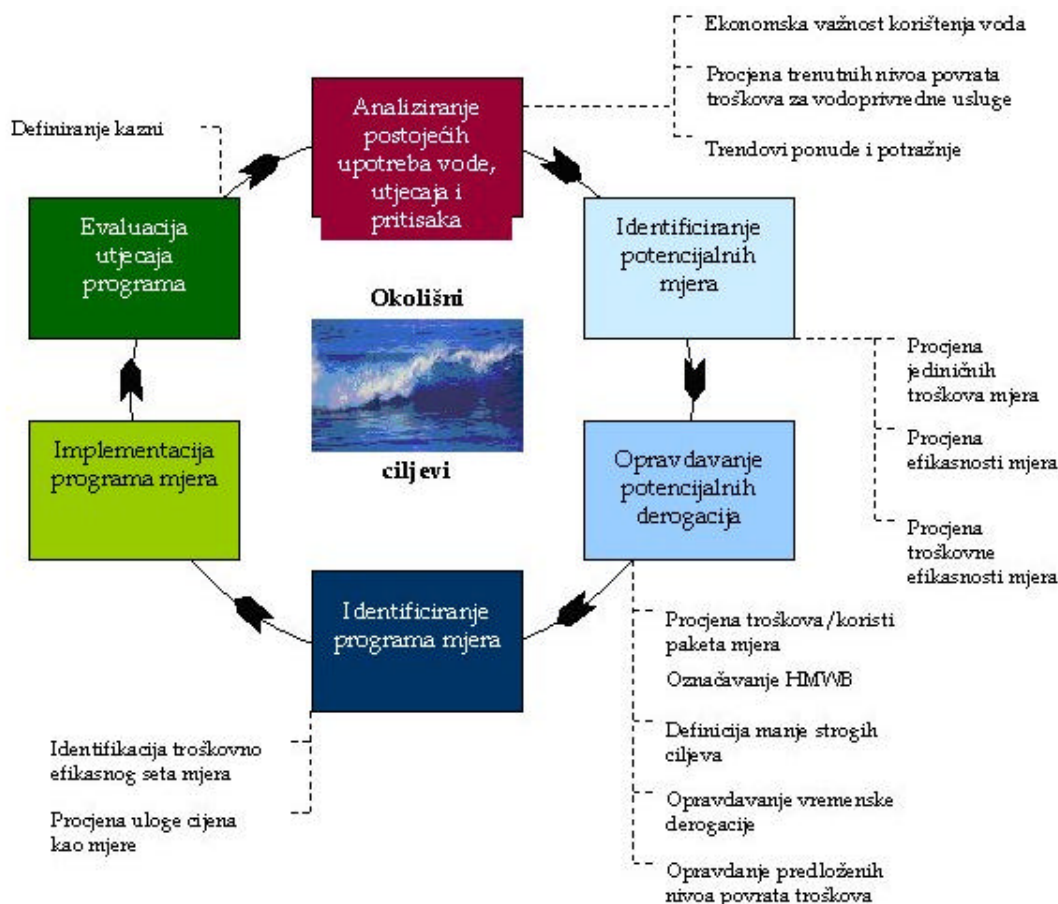 Ekonomska važnost korištenja voda
Procjena trenutnih nivoa povrata
troškova za vodoprivredne usluge
Trendovi ponude i potražnje
Analiziranje
postojećih
upotreba vode,
utjecaja i
pritisaka
Definiranje kazni
Evaluacija
utjecaja
programa
Identificiranje
potencijalnih
mjera
Okolišni
ciljevi
Procjena
jediničnih
troškova mjera
Procjena
efikasnosti mjera
Procjena
troškovne
efikasnosti mjera
Implementacija
programa mjera
Opravdavanje
potencijalnih
derogacija
Identificiranje
programa mjera
Procjena troškova/koristi
paketa mjera
Označavanje HMWB
Definicija manje strogih
ciljeva
Opravdavanje vremenske
derogacije
Opravdanje predloženih
nivoa povrata troškova
Identifikacija troškovno
efikasnog seta mjera
Procjena uloge cijena
kao mjere